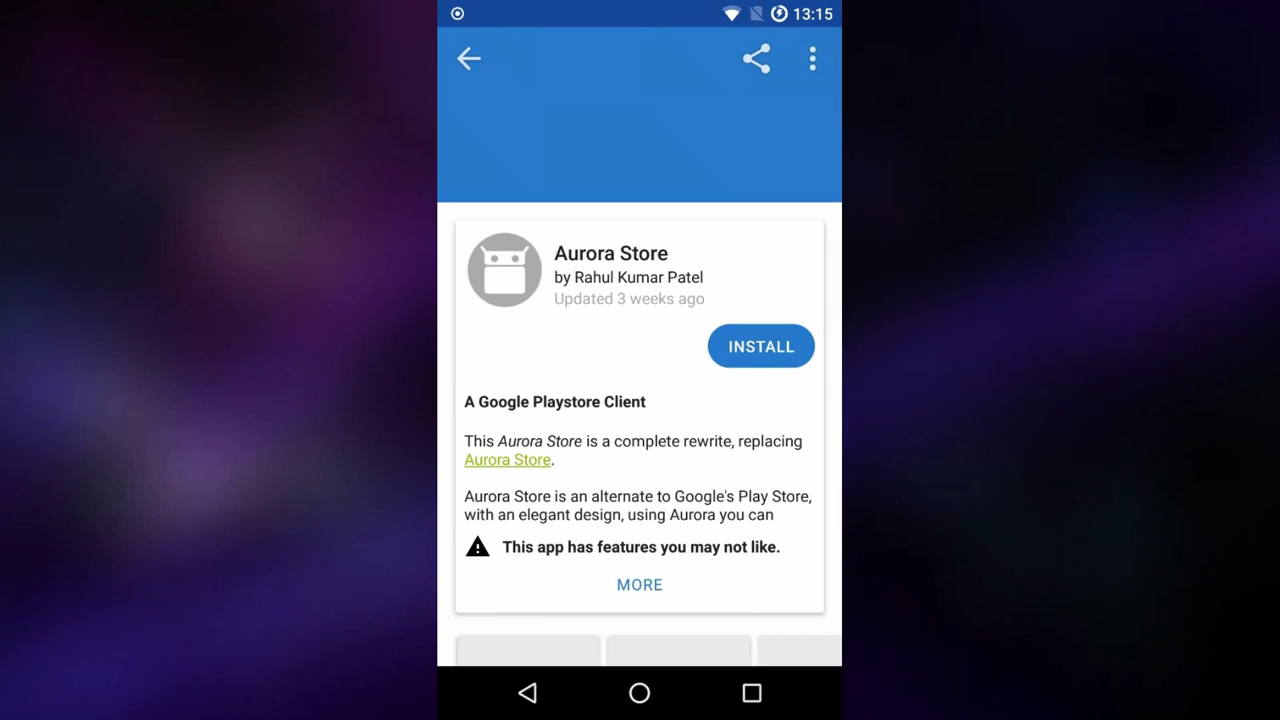 13:15
Aurora Store
by Rahul Kumar Patel
Updated 3 weeks ago
INSTALL
A Google Playstore Client
This Aurora Store is a complete rewrite, replacing
Aurora Store.
Aurora Store is an alternate to Google's Play Store,
with an elegant design, using Aurora you can
This app has features you may not like.
MORE